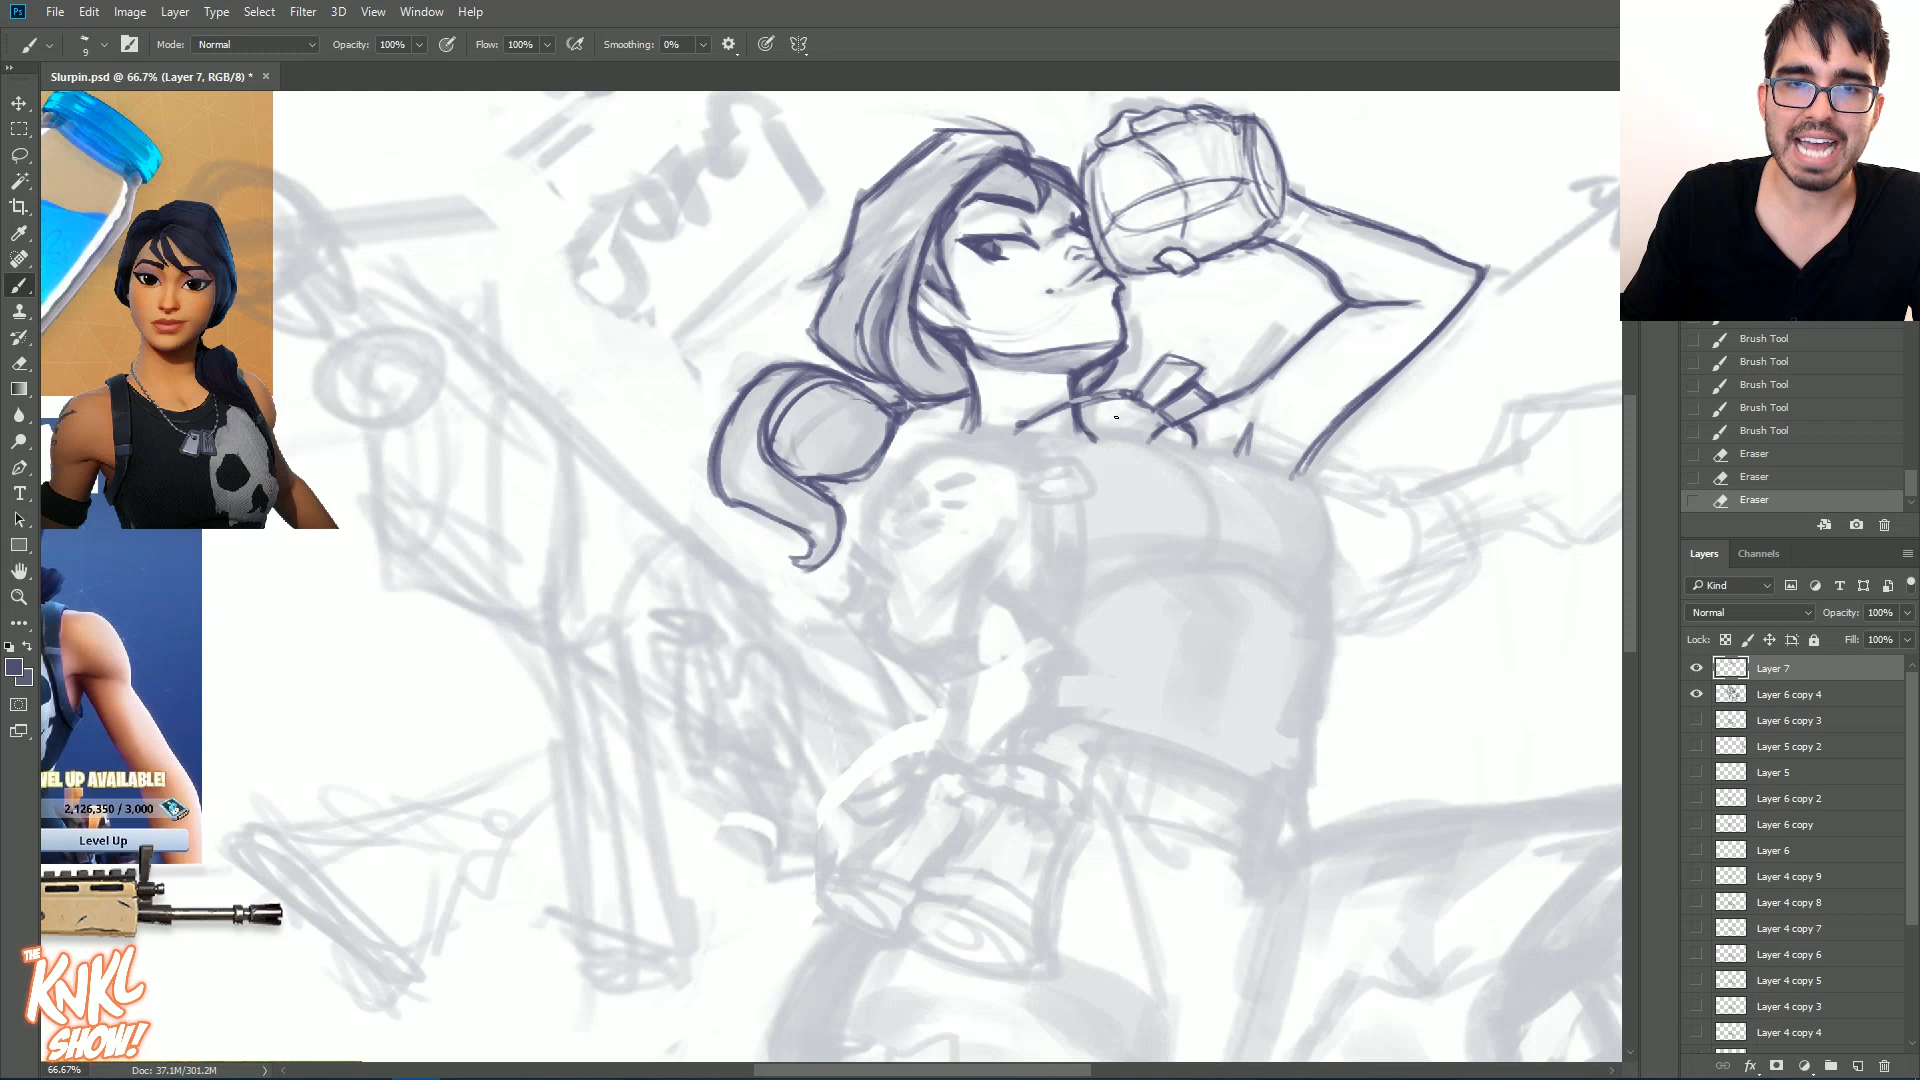 Ps File Edit Image Layer Type Select Filter 3D View Window Help
9 Mode: Normal Opacity: 100% Flow: 100% Smoothing: 0%
Slurpin.psd @ 66.7% (Layer 7, RGB/8) * ×
Brush Tool
Brush Tool
Brush Tool
Brush Tool
Brush Tool
Eraser
Eraser
Eraser
Layers Channels
Kind
Normal Opacity: 100%
Lock: Fill: 100%
Layer 7
Layer 6 copy 4
Layer 6 copy 3
Layer 5 copy 2
Layer 5
Layer 6 copy 2
Layer 6 copy
Layer 6
Layer 4 copy 9
Layer 4 copy 8
Layer 4 copy 7
Layer 4 copy 6
Layer 4 copy 5
Layer 4 copy 3
Layer 4 copy 4
VEL UP AVAILABLE!
2,126,350 / 3,000
Level Up
THE
KNKL
SHOW!
66.67% Doc: 37.1M/301.2M